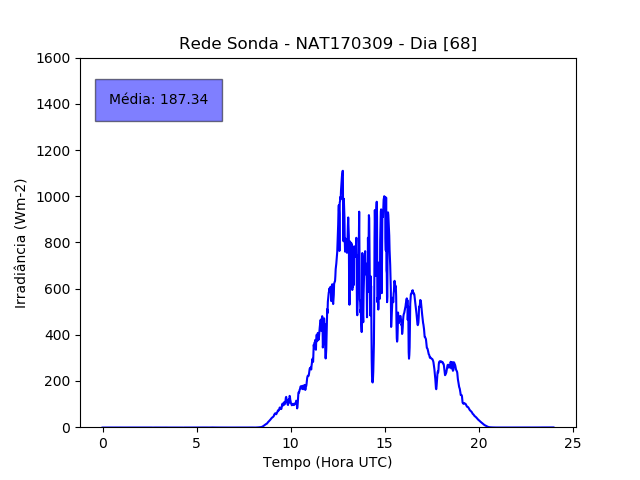 Rede Sonda - NAT170309 - Dia [68]
1600
1400
1200
1000
800
600
400
200
0
Média: 187.34
Irradiância (Wm-2)
0 5 10 15 20 25
Tempo (Hora UTC)